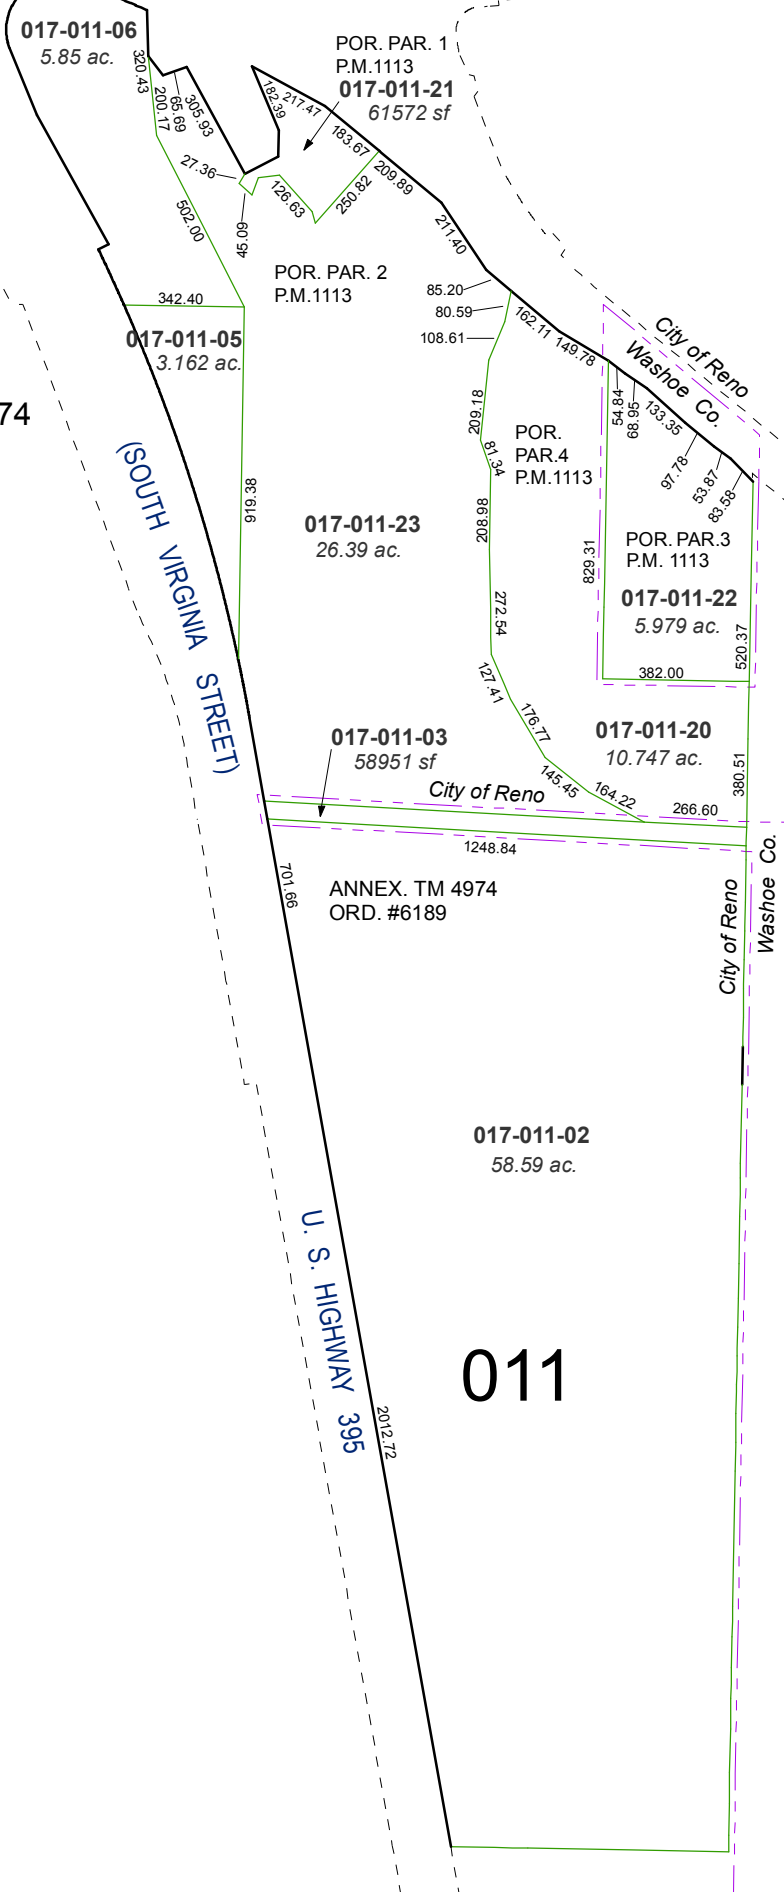 017-011-06
5.85 ac.
POR. PAR. 1
P.M.1113
017-011-21
61572 sf
320.43
200.17
65.69
305.93
182.39
217.47
183.67
209.89
27.36
45.09
126.63
250.82
502.00
211.40
POR. PAR. 2
P.M.1113
85.20
80.59
108.61
342.40
162.11
149.78
City of Reno
Washoe Co.
017-011-05
3.162 ac.
74
54.84
68.95
133.35
97.78
53.87
83.58
209.18
81.34
POR.
PAR.4
P.M.1113
919.38
208.98
017-011-23
26.39 ac.
829.31
POR. PAR.3
P.M. 1113
017-011-22
5.979 ac.
272.54
520.37
382.00
127.41
(SOUTH VIRGINIA STREET)
176.77
017-011-03
58951 sf
017-011-20
10.747 ac.
145.45
164.22
380.51
City of Reno
266.60
1248.84
701.66
ANNEX. TM 4974
ORD. #6189
City of Reno
Washoe Co.
017-011-02
58.59 ac.
U. S. HIGHWAY 395
011
2012.72